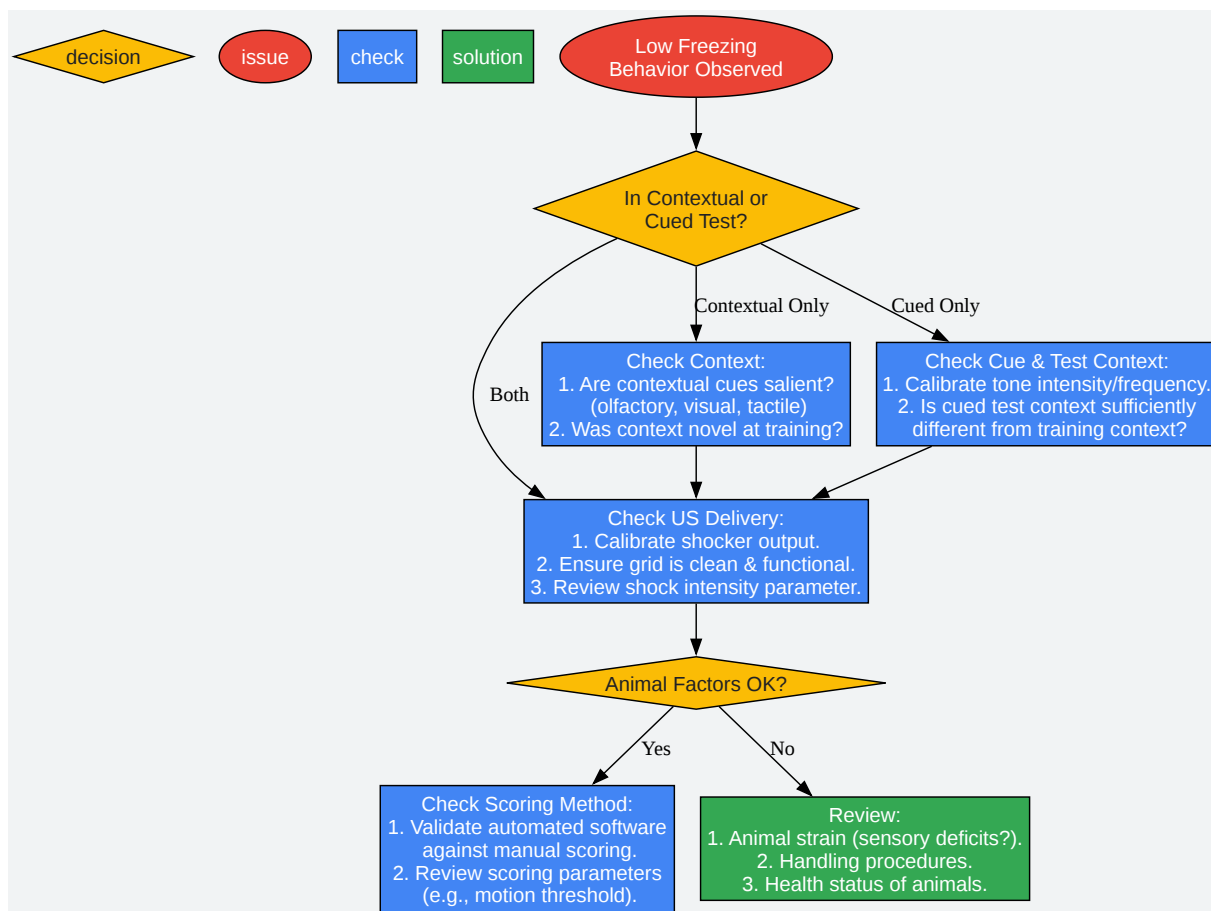 decision
issue
check
solution
Low Freezing
Behavior Observed
In Contextual or
Cued Test?
Both
Contextual Only
Cued Only
Check Context:
1. Are contextual cues salient?
(olfactory, visual, tactile)
2. Was context novel at training?
Check Cue & Test Context:
1. Calibrate tone intensity/frequency.
2. Is cued test context sufficiently
different from training context?
Check US Delivery:
1. Calibrate shocker output.
2. Ensure grid is clean & functional.
3. Review shock intensity parameter.
Animal Factors OK?
Yes
No
Check Scoring Method:
1. Validate automated software
against manual scoring.
2. Review scoring parameters
(e.g., motion threshold).
Review:
1. Animal strain (sensory deficits?).
2. Handling procedures.
3. Health status of animals.